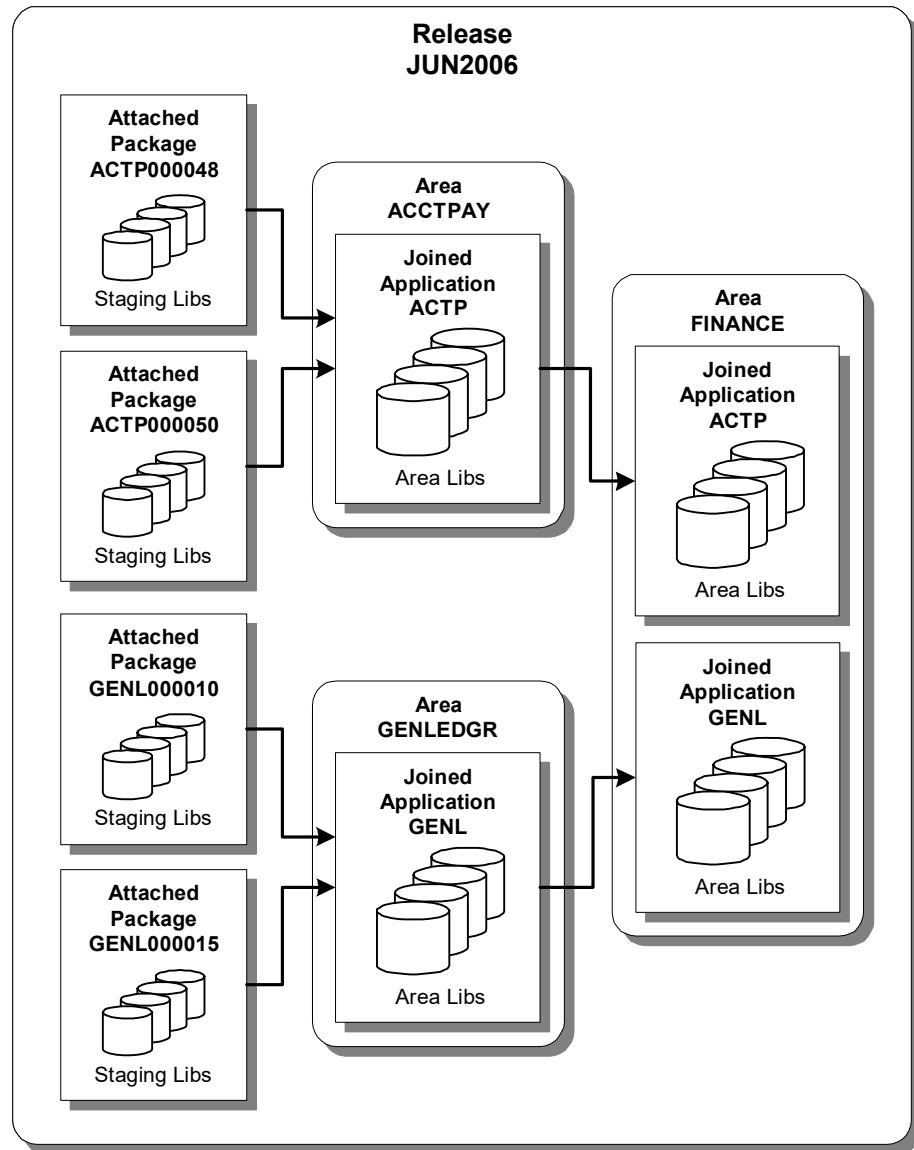 Release
JUN2006
Attached
Package
ACTP000048
Staging Libs
Attached
Package
ACTP000050
Staging Libs
Attached
Package
GENL000010
Staging Libs
Attached
Package
GENL000015
Staging Libs
Area
ACCTPAY
Joined
Application
ACTP
Area Libs
Area
GENLEDGR
Joined
Application
GENL
Area Libs
Area
FINANCE
Joined
Application
ACTP
Area Libs
Joined
Application
GENL
Area Libs